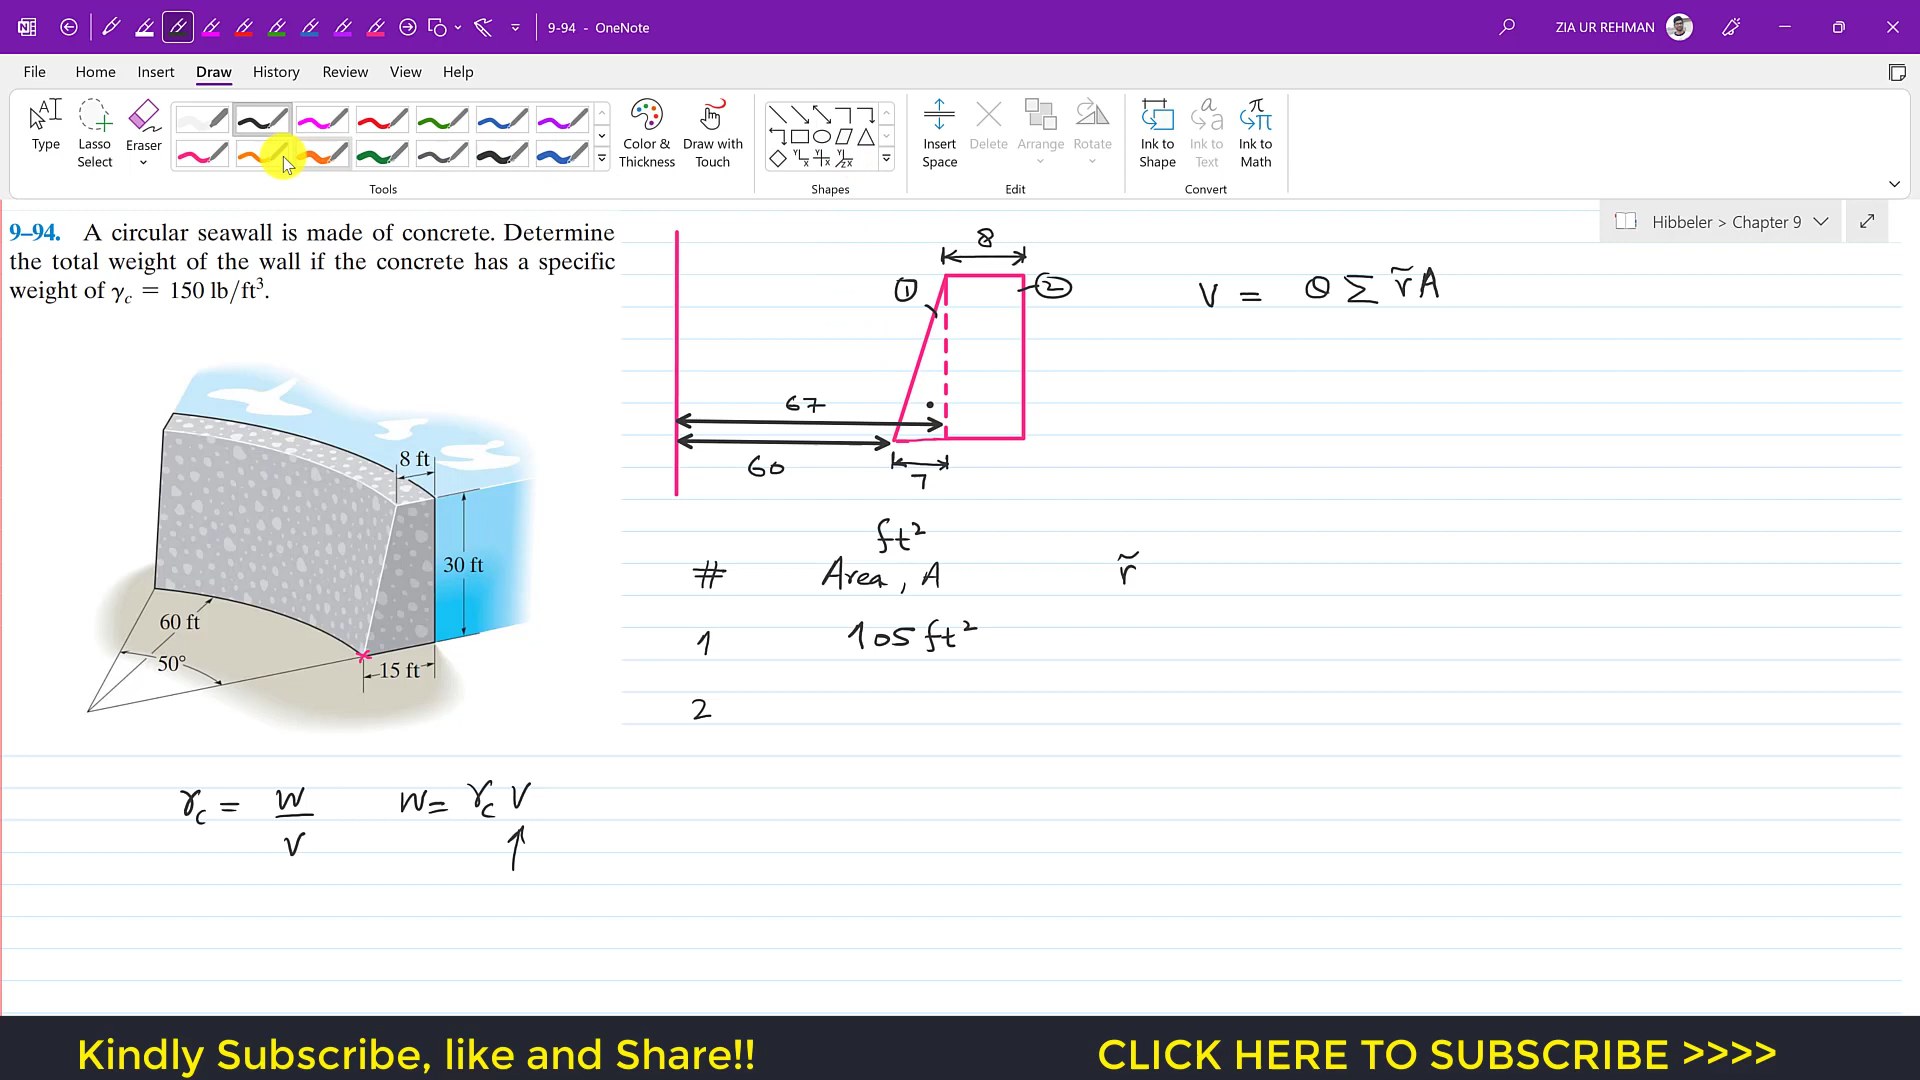 9-94 - OneNote
ZIA UR REHMAN
File Home Insert Draw History Review View Help
Type
Lasso Select
Eraser
Color & Thickness
Draw with Touch
Insert Space
Delete
Arrange
Rotate
Ink to Shape
Ink to Text
Ink to Math
Tools
Shapes
Edit
Convert
Hibbeler > Chapter 9
9–94. A circular seawall is made of concrete. Determine
the total weight of the wall if the concrete has a specific
weight of γc = 150 lb/ft³.
8 ft
30 ft
60 ft
50°
15 ft
γc = W/V W = γc V
8
1
2
67
60
7
V = θ Σ r̃ A
ft²
# Area, A r̃
1 105 ft²
2
Kindly Subscribe, like and Share!!
CLICK HERE TO SUBSCRIBE >>>>